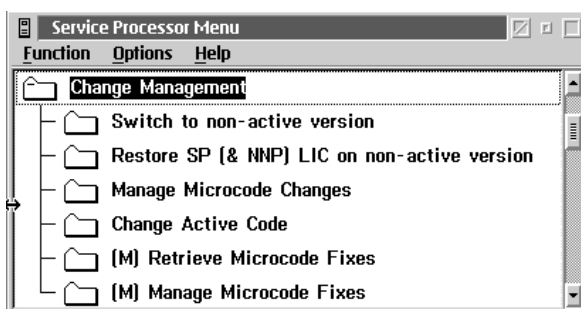 Service Processor Menu
Function Options Help
Change Management
Switch to non-active version
Restore SP (& NNP) LIC on non-active version
Manage Microcode Changes
Change Active Code
(M) Retrieve Microcode Fixes
(M) Manage Microcode Fixes